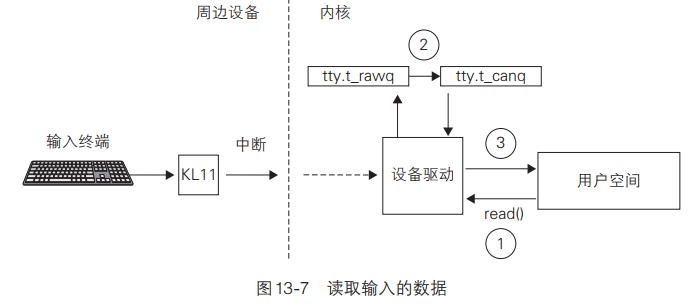 周边设备
内核
②
tty.t_rawq
tty.t_canq
输入终端
中断
KL11
设备驱动
③
用户空间
read()
①
图13-7 读取输入的数据